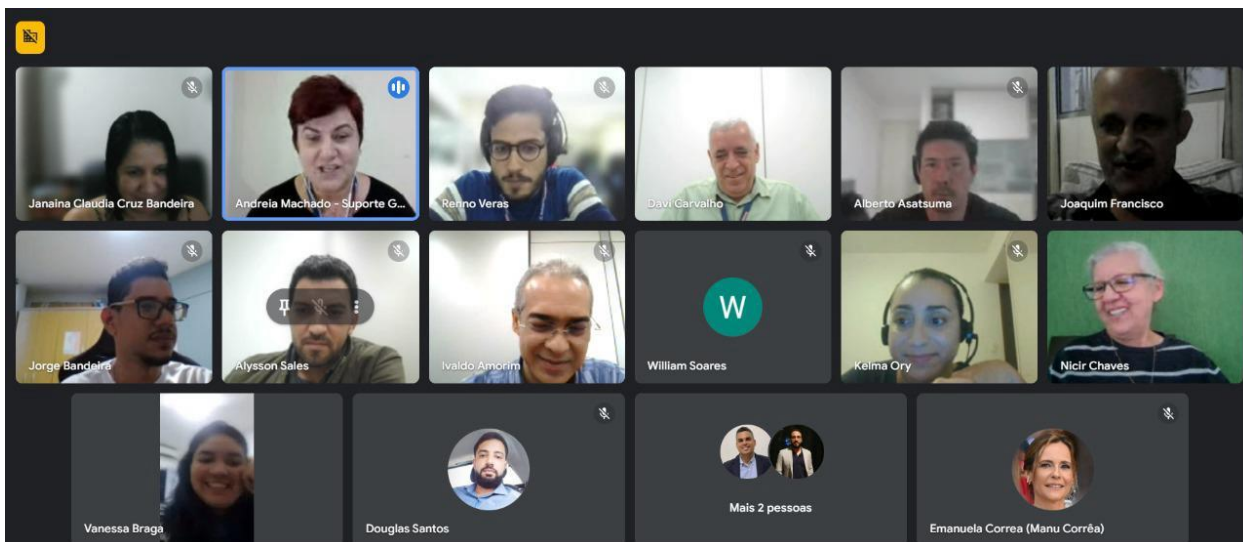 Janaina Claudia Cruz Bandeira
Andreia Machado - Suporte G...
Renno Veras
Davi Carvalho
Alberto Asatsuma
Joaquim Francisco
Jorge Bandeira
Alysson Sales
Ivaldo Amorim
W
William Soares
Kelma Ory
Nicir Chaves
Vanessa Braga
Douglas Santos
Mais 2 pessoas
Emanuela Correa (Manu Corrêa)